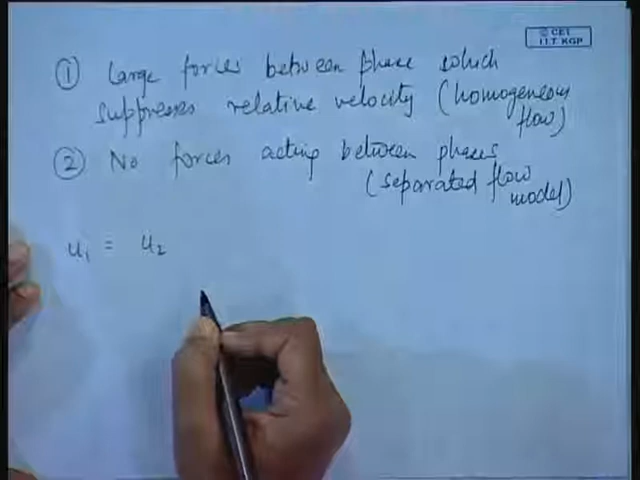 © CET
I.I.T. KGP
① Large forces between phase which
suppresses relative velocity (homogeneous
flow)
② No forces acting between phases
(separated flow
model)
u₁ = u₂